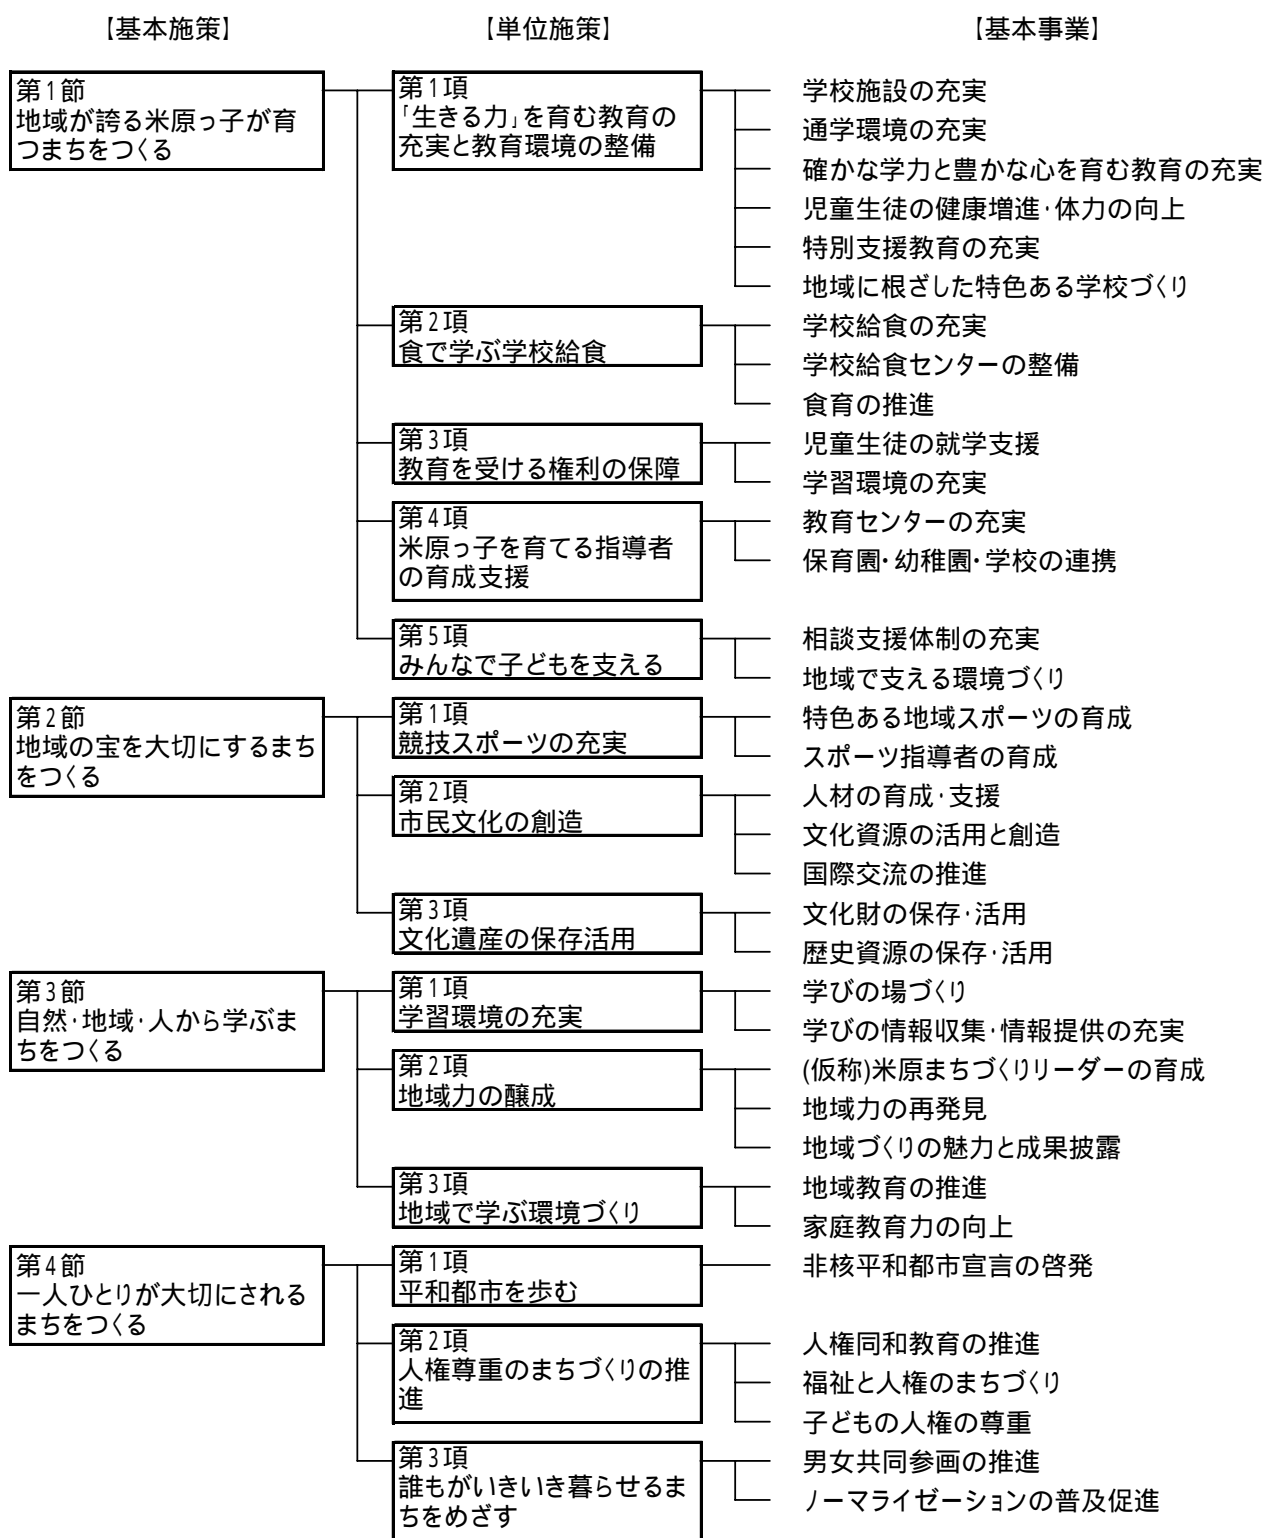 【基本施策】
【単位施策】
【基本事業】
第1節
地域が誇る米原っ子が育
つまちをつくる
第1項
「生きる力」を育む教育の
充実と教育環境の整備
学校施設の充実
通学環境の充実
確かな学力と豊かな心を育む教育の充実
児童生徒の健康増進・体力の向上
特別支援教育の充実
地域に根ざした特色ある学校づくり
第2項
食で学ぶ学校給食
学校給食の充実
学校給食センターの整備
食育の推進
第3項
教育を受ける権利の保障
児童生徒の就学支援
学習環境の充実
第4項
米原っ子を育てる指導者
の育成支援
教育センターの充実
保育園・幼稚園・学校の連携
第5項
みんなで子どもを支える
相談支援体制の充実
地域で支える環境づくり
第2節
地域の宝を大切にするまち
をつくる
第1項
競技スポーツの充実
特色ある地域スポーツの育成
スポーツ指導者の育成
第2項
市民文化の創造
人材の育成・支援
文化資源の活用と創造
国際交流の推進
第3項
文化遺産の保存活用
文化財の保存・活用
歴史資源の保存・活用
第3節
自然・地域・人から学ぶま
ちをつくる
第1項
学習環境の充実
学びの場づくり
学びの情報収集・情報提供の充実
第2項
地域力の醸成
(仮称)米原まちづくりリーダーの育成
地域力の再発見
地域づくりの魅力と成果披露
第3項
地域で学ぶ環境づくり
地域教育の推進
家庭教育力の向上
第4節
一人ひとりが大切にされる
まちをつくる
第1項
平和都市を歩む
非核平和都市宣言の啓発
第2項
人権尊重のまちづくりの推
進
人権同和教育の推進
福祉と人権のまちづくり
子どもの人権の尊重
第3項
誰もがいきいき暮らせるま
ちをめざす
男女共同参画の推進
ノーマライゼーションの普及促進